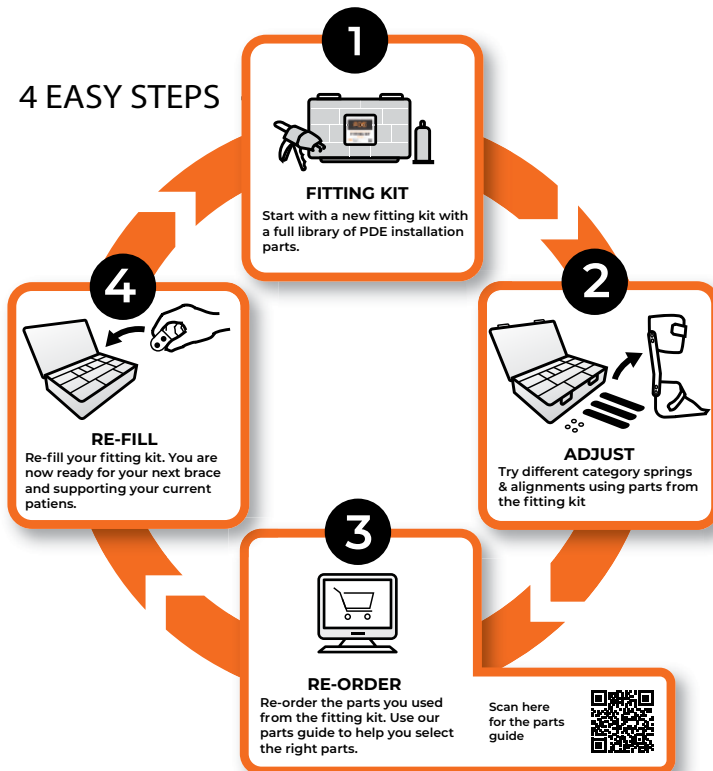 4 EASY STEPS
1
PDE
FITTING KIT
Start with a new fitting kit with
a full library of PDE installation
parts.
2
ADJUST
Try different category springs
& alignments using parts from
the fitting kit
3
RE-ORDER
Re-order the parts you used
from the fitting kit. Use our
parts guide to help you select
the right parts.
Scan here
for the parts
guide
4
RE-FILL
Re-fill your fitting kit. You are
now ready for your next brace
and supporting your current
patiens.